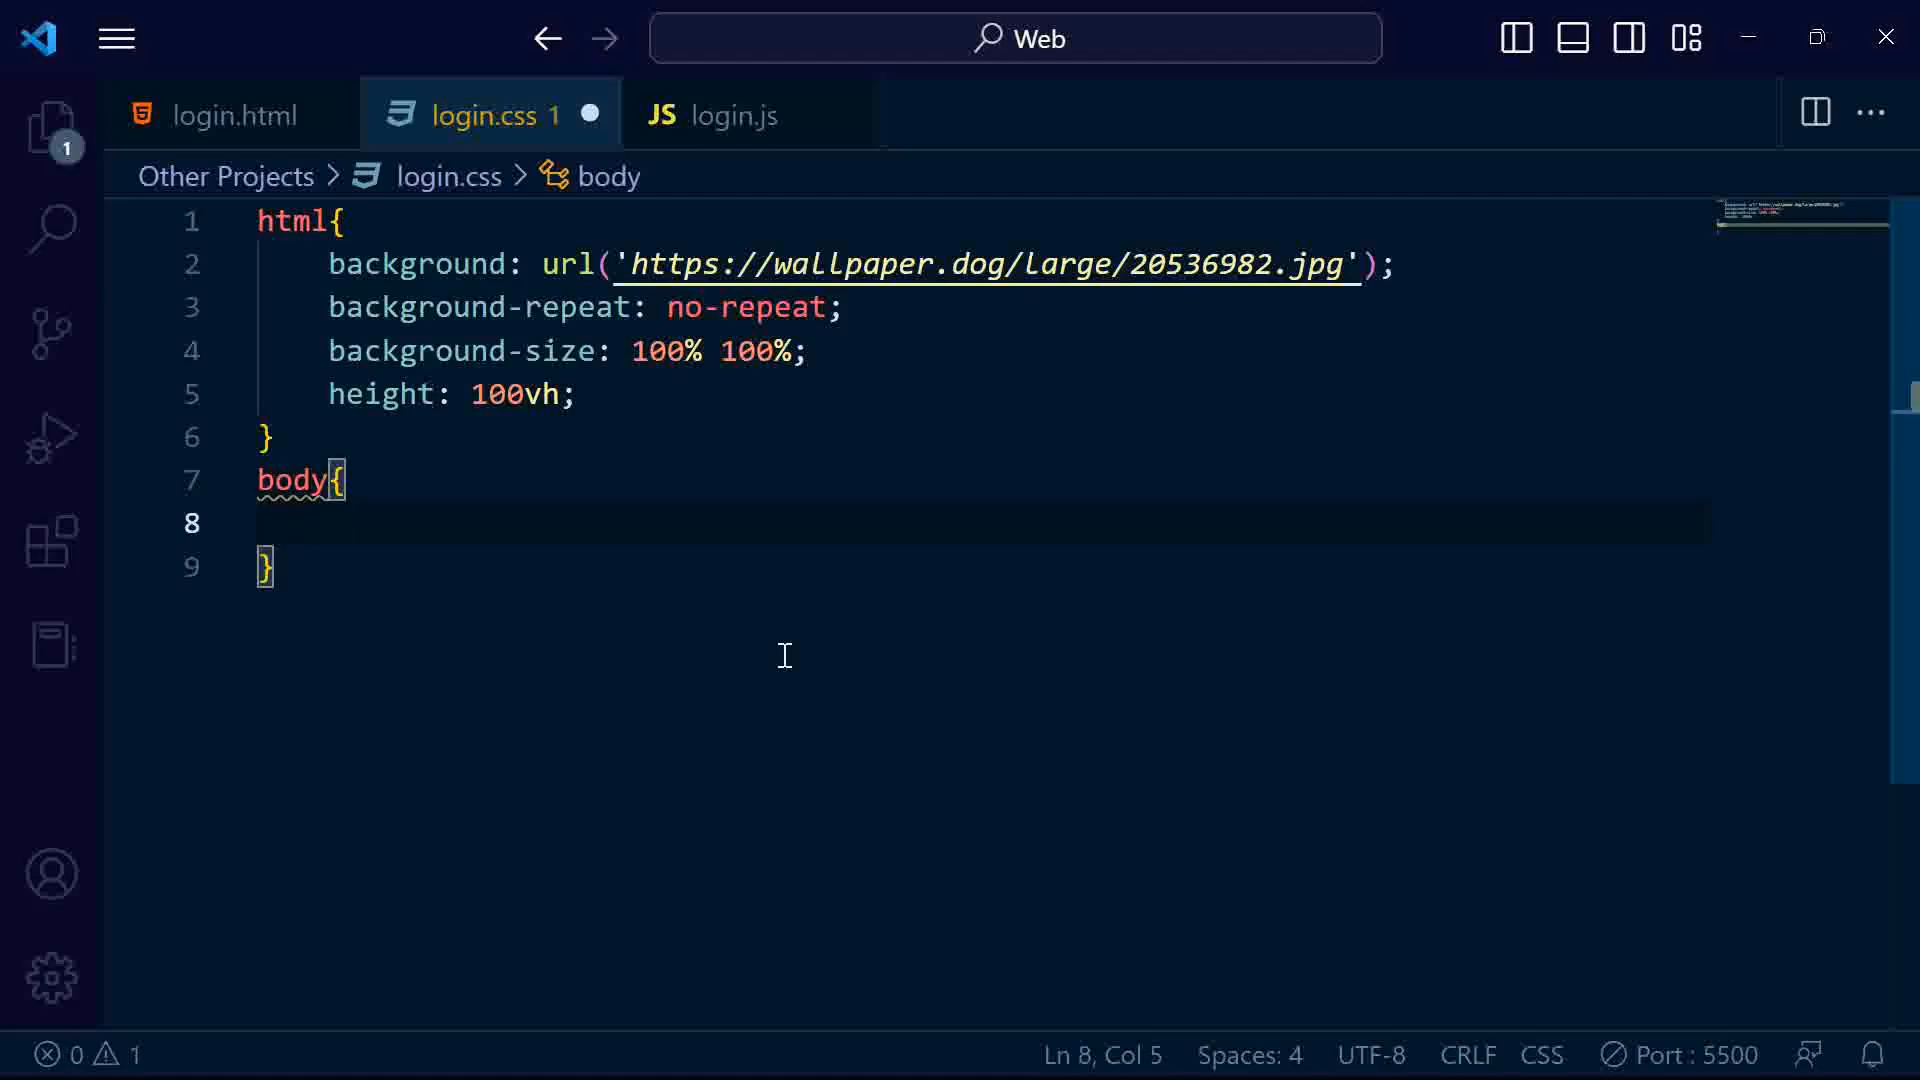 Web
login.html
login.css 1
JS login.js
1
Other Projects > login.css > body
1 html{
2 background: url('https://wallpaper.dog/large/20536982.jpg');
3 background-repeat: no-repeat;
4 background-size: 100% 100%;
5 height: 100vh;
6 }
7 body{
8
9 }
0 1
Ln 8, Col 5
Spaces: 4
UTF-8
CRLF
CSS
Port : 5500